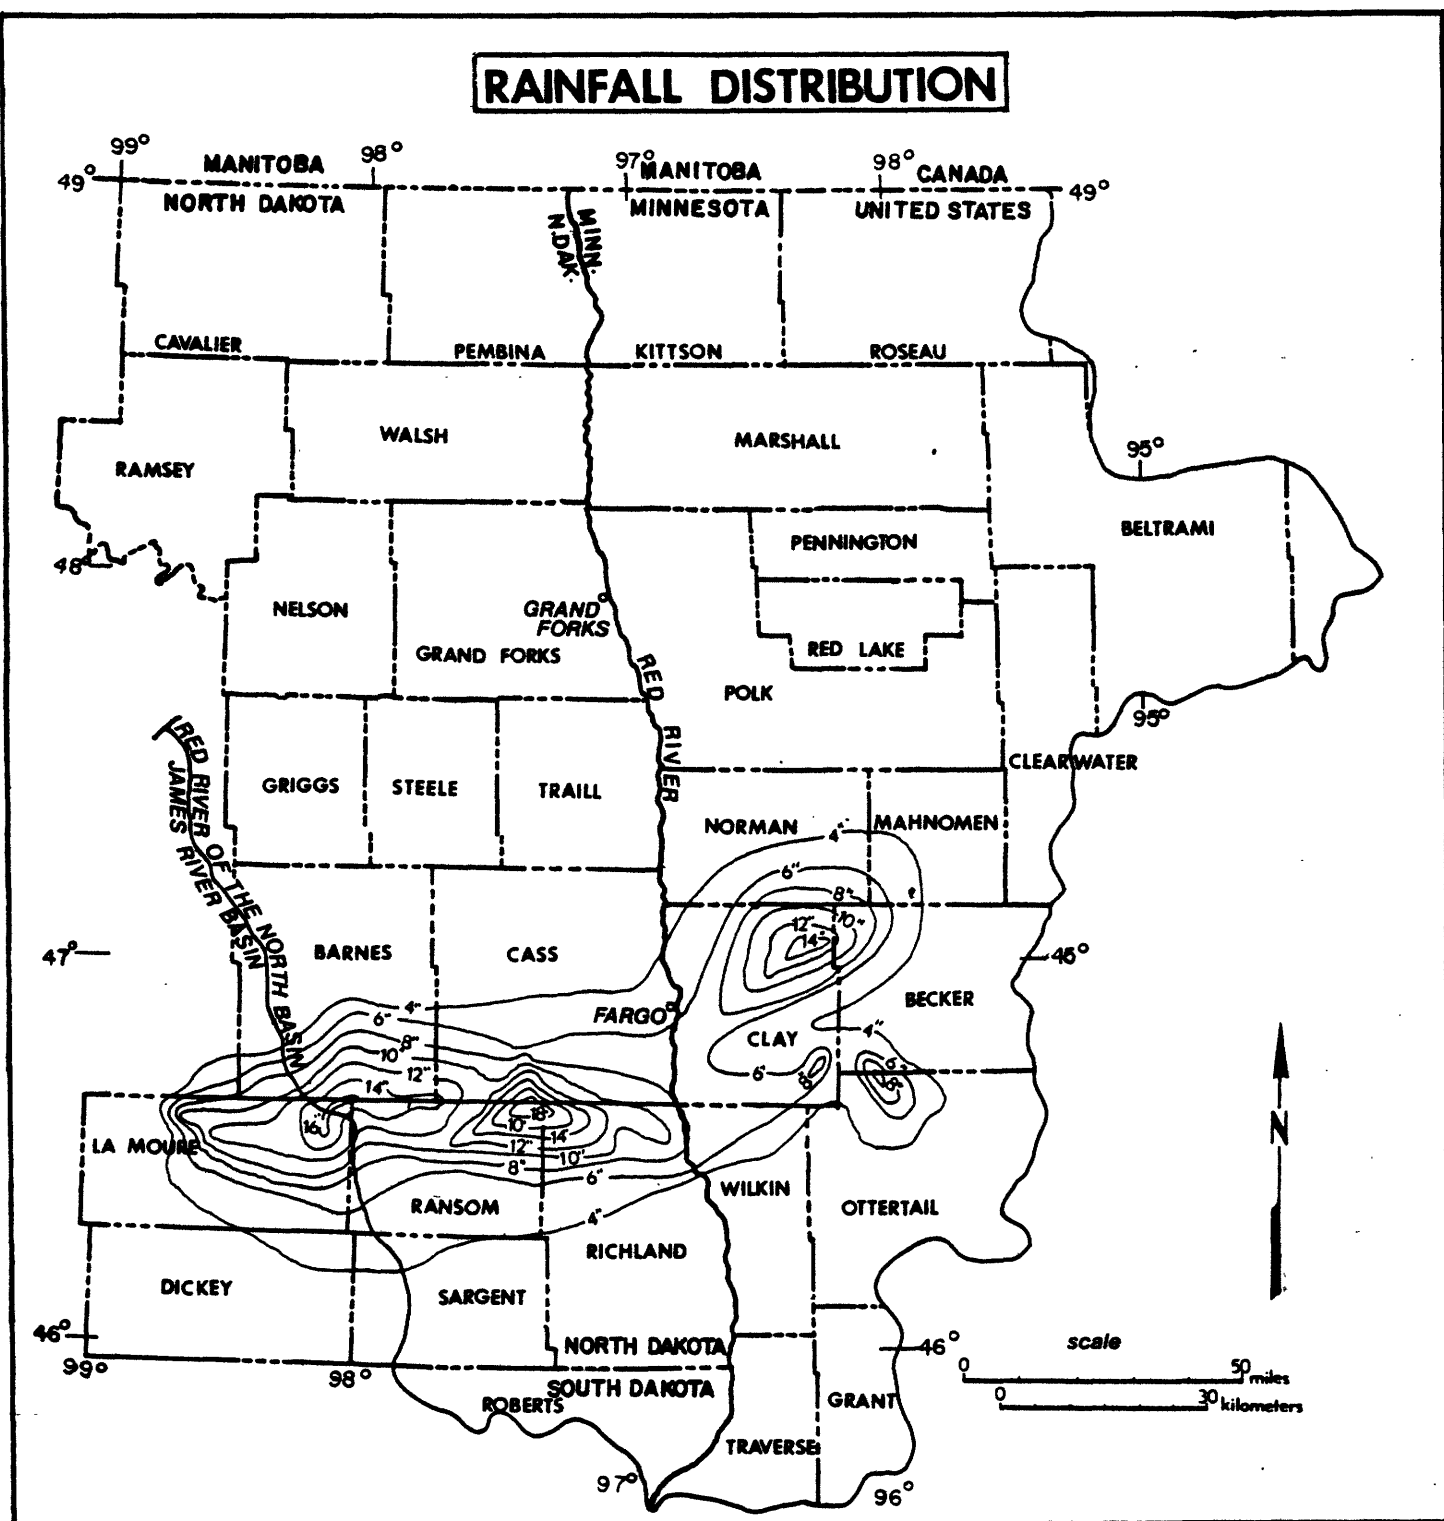 RAINFALL DISTRIBUTION
99° MANITOBA 98° 97° MANITOBA 98° CANADA
49° NORTH DAKOTA MINNESOTA UNITED STATES 49°
MINN.
N.DAK.
CAVALIER PEMBINA KITTSON ROSEAU
WALSH MARSHALL
RAMSEY 95°
BELTRAMI
PENNINGTON
48°
NELSON GRAND
FORKS
GRAND FORKS RED LAKE
RED RIVER POLK
95°
RED RIVER OF THE NORTH BASIN
JAMES RIVER BASIN
CLEARWATER
GRIGGS STEELE TRAILL
NORMAN MAHNOMEN
4"
6"
8"
12" 10"
14"
47° BARNES CASS 45°
BECKER
4"
6" FARGO
8" CLAY 4"
10"
12" 6" 8" 6"
14" 8"
16" 18"
10" 14"
LA MOURE 12" 10"
8" 6"
RANSOM WILKIN OTTERTAIL
4"
RICHLAND
DICKEY SARGENT
N
46° NORTH DAKOTA 46°
99° 98° SOUTH DAKOTA
ROBERTS GRANT
scale
0 50 miles
0 30 kilometers
TRAVERSE
97° 96°